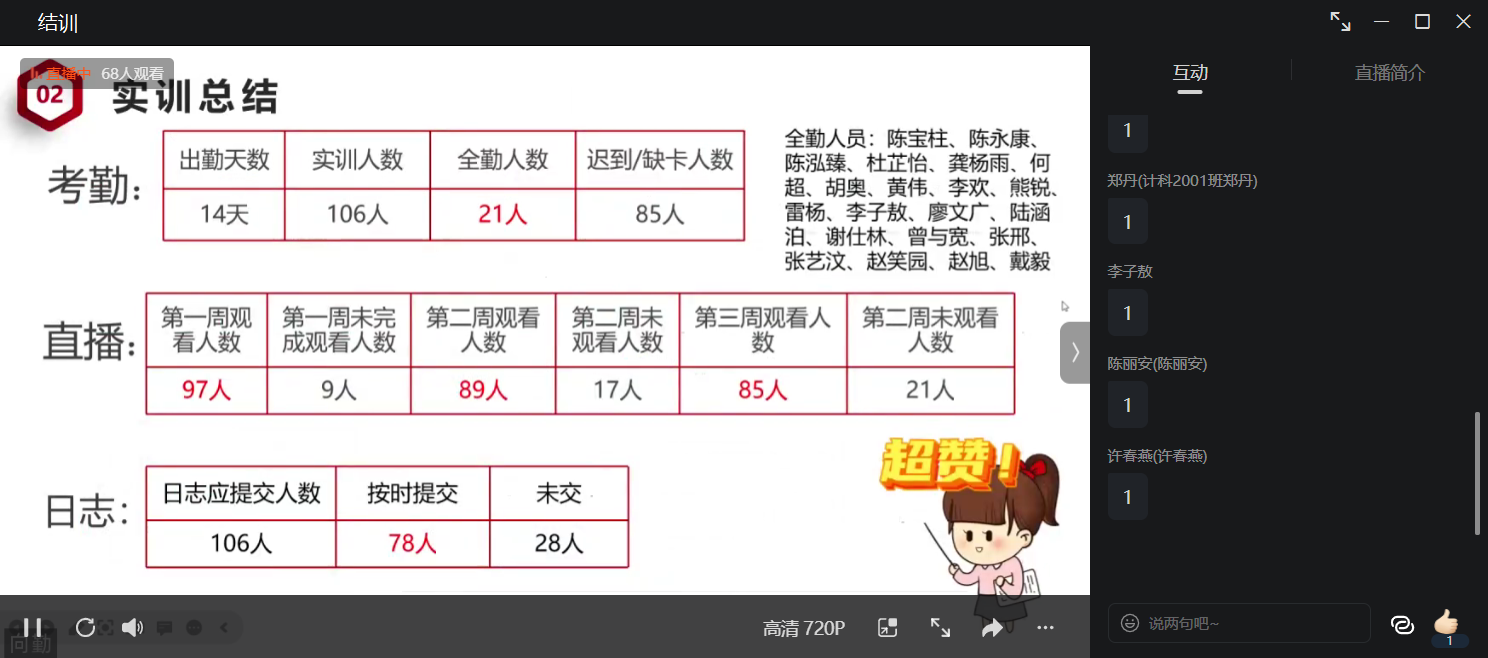 结训
直播中 68人观看
02
实训总结
考勤：
出勤天数 实训人数 全勤人数 迟到/缺卡人数
14天 106人 21人 85人
全勤人员：陈宝柱、陈永康、
陈泓臻、杜芷怡、龚杨雨、何
超、胡奥、黄伟、李欢、熊锐、
雷杨、李子敖、廖文广、陆涵
泊、谢仕林、曾与宽、张邢、
张艺汶、赵笑园、赵旭、戴毅
直播：
第一周观 第一周未完 第二周观看 第二周未 第三周观看人 第二周未观看
看人数 成观看人数 人数 观看人数 数 人数
97人 9人 89人 17人 85人 21人
日志：
日志应提交人数 按时提交 未交
106人 78人 28人
超赞！
向勤
高清 720P
互动 直播简介
1
郑丹(计科2001班郑丹)
1
李子敖
1
陈丽安(陈丽安)
1
许春燕(许春燕)
1
说两句吧~
1